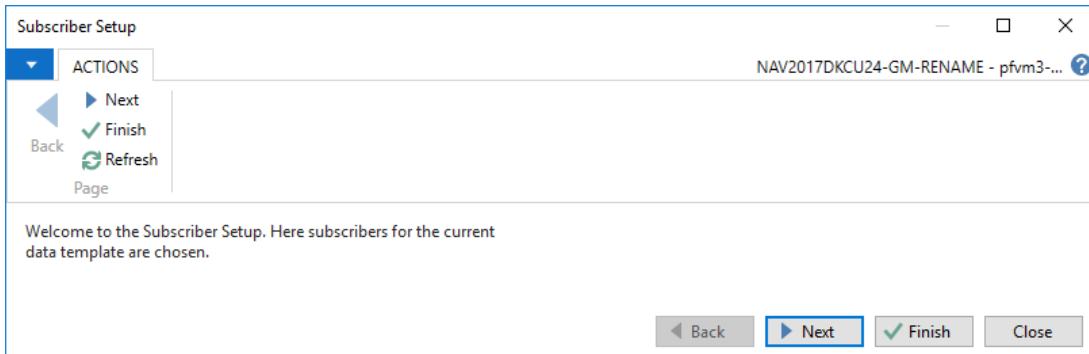 Subscriber Setup
ACTIONS
NAV2017DKCU24-GM-RENAME - pfvm3-...
Back
Next
Finish
Refresh
Page
Welcome to the Subscriber Setup. Here subscribers for the current
data template are chosen.
Back
Next
Finish
Close